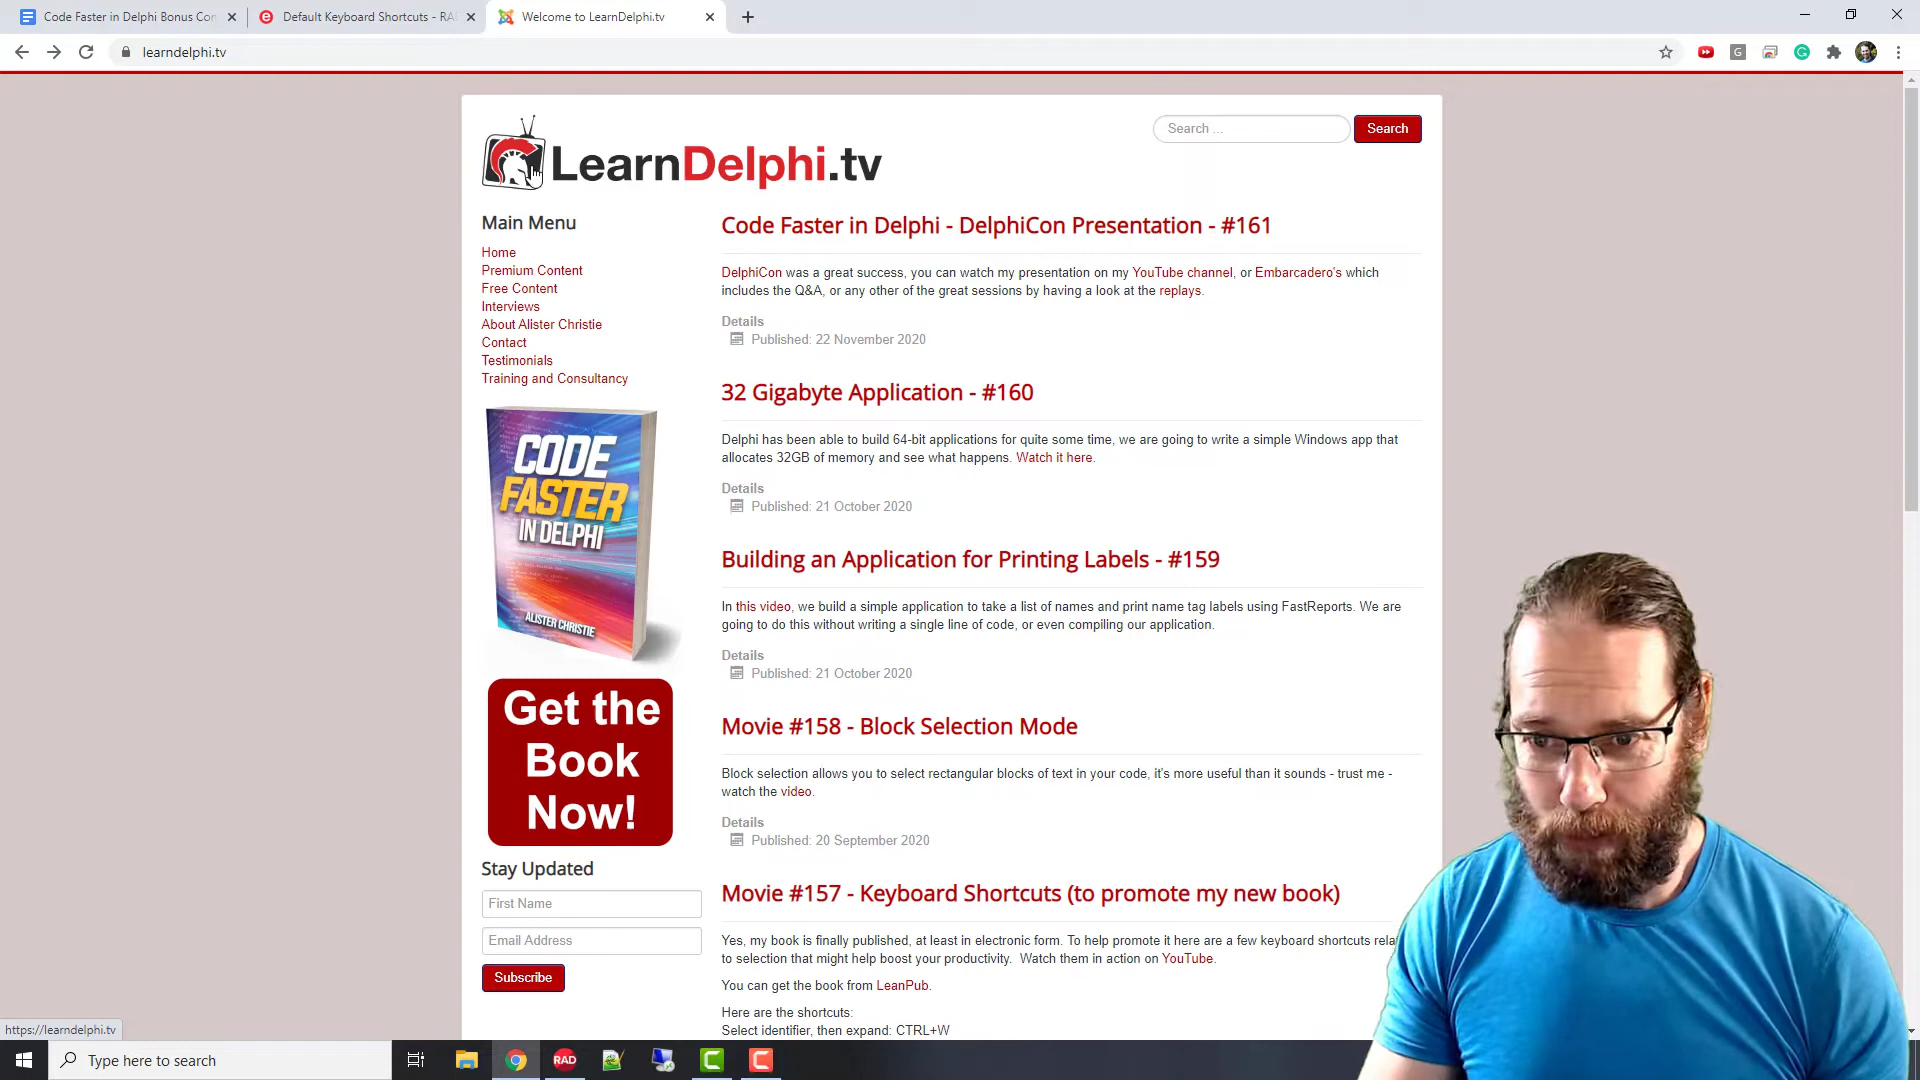 Code Faster in Delphi Bonus Con
Default Keyboard Shortcuts - RA
Welcome to LearnDelphi.tv
learndelphi.tv
LearnDelphi.tv
Search ...
Search
Main Menu
Home
Premium Content
Free Content
Interviews
About Alister Christie
Contact
Testimonials
Training and Consultancy
CODE
FASTER
IN DELPHI
ALISTER CHRISTIE
Get the
Book
Now!
Stay Updated
First Name
Email Address
Subscribe
Code Faster in Delphi - DelphiCon Presentation - #161
DelphiCon was a great success, you can watch my presentation on my YouTube channel, or Embarcadero's which
includes the Q&A, or any other of the great sessions by having a look at the replays.
Details
Published: 22 November 2020
32 Gigabyte Application - #160
Delphi has been able to build 64-bit applications for quite some time, we are going to write a simple Windows app that
allocates 32GB of memory and see what happens. Watch it here.
Details
Published: 21 October 2020
Building an Application for Printing Labels - #159
In this video, we build a simple application to take a list of names and print name tag labels using FastReports. We are
going to do this without writing a single line of code, or even compiling our application.
Details
Published: 21 October 2020
Movie #158 - Block Selection Mode
Block selection allows you to select rectangular blocks of text in your code, it's more useful than it sounds - trust me -
watch the video.
Details
Published: 20 September 2020
Movie #157 - Keyboard Shortcuts (to promote my new book)
Yes, my book is finally published, at least in electronic form. To help promote it here are a few keyboard shortcuts rela
to selection that might help boost your productivity. Watch them in action on YouTube.
You can get the book from LeanPub.
Here are the shortcuts:
Select identifier, then expand: CTRL+W
https://learndelphi.tv
Type here to search
RAD